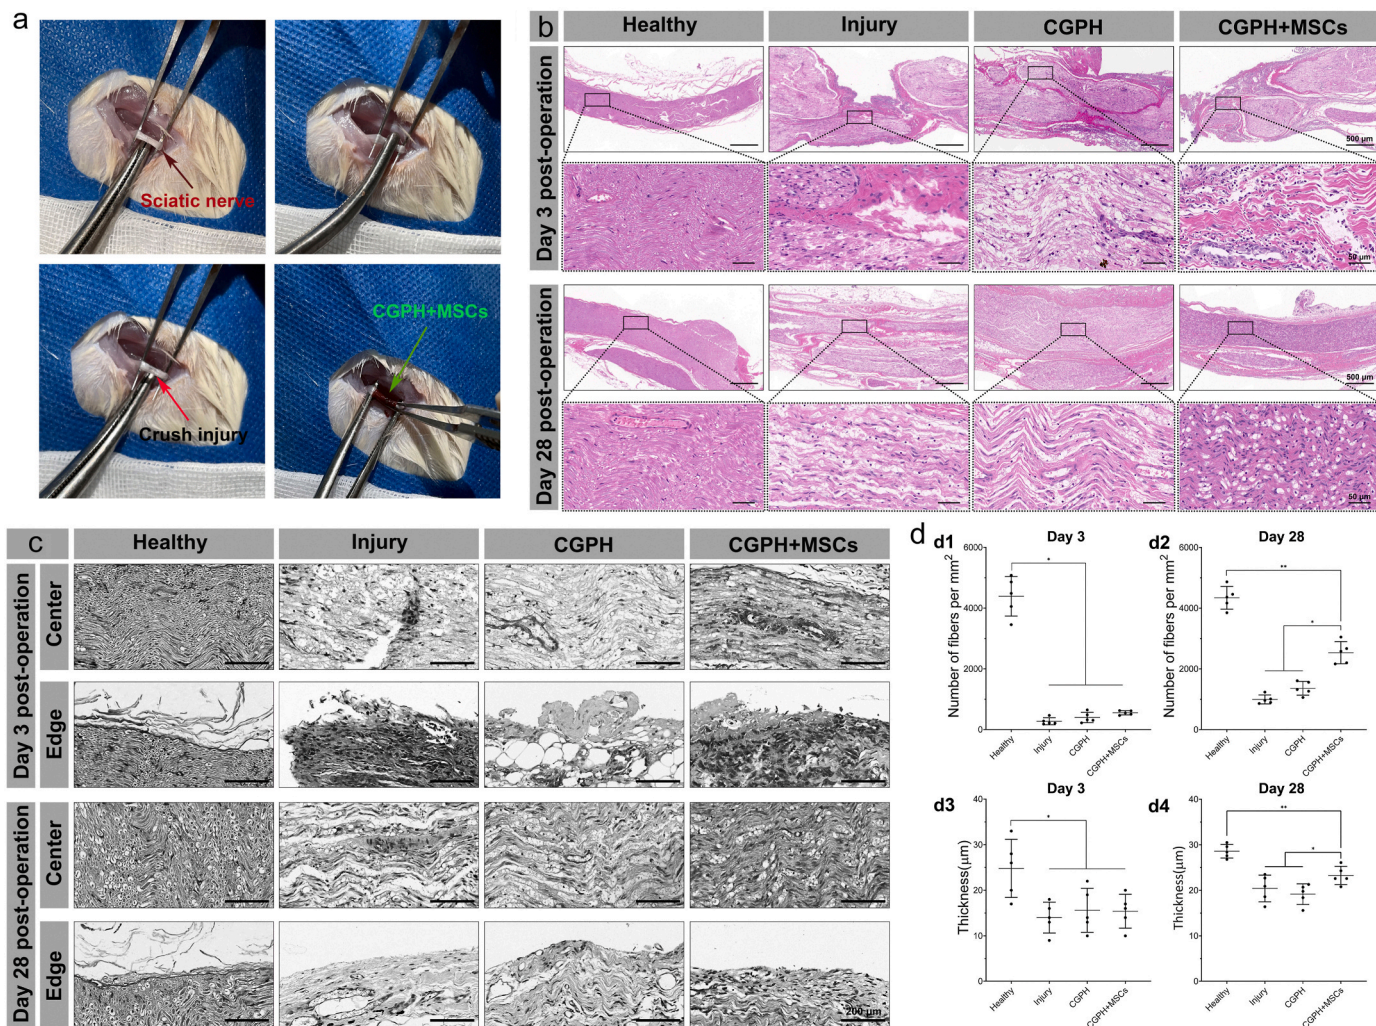 a
Sciatic nerve
Crush injury
CGPH+MSCs
b
Healthy
Injury
CGPH
CGPH+MSCs
Day 3 post-operation
500 μm
50 μm
Day 28 post-operation
500 μm
50 μm
c
Healthy
Injury
CGPH
CGPH+MSCs
Day 3 post-operation
Center
Edge
Day 28 post-operation
Center
Edge
200 μm
d
d1
Day 3
Number of fibers per mm²
6000
4000
2000
0
*
Healthy
Injury
CGPH
CGPH+MSCs
d2
Day 28
Number of fibers per mm²
6000
4000
2000
0
**
*
Healthy
Injury
CGPH
CGPH+MSCs
d3
Day 3
Thickness(μm)
40
30
20
10
0
*
Healthy
Injury
CGPH
CGPH+MSCs
d4
Day 28
Thickness(μm)
40
30
20
10
0
**
*
Healthy
Injury
CGPH
CGPH+MSCs